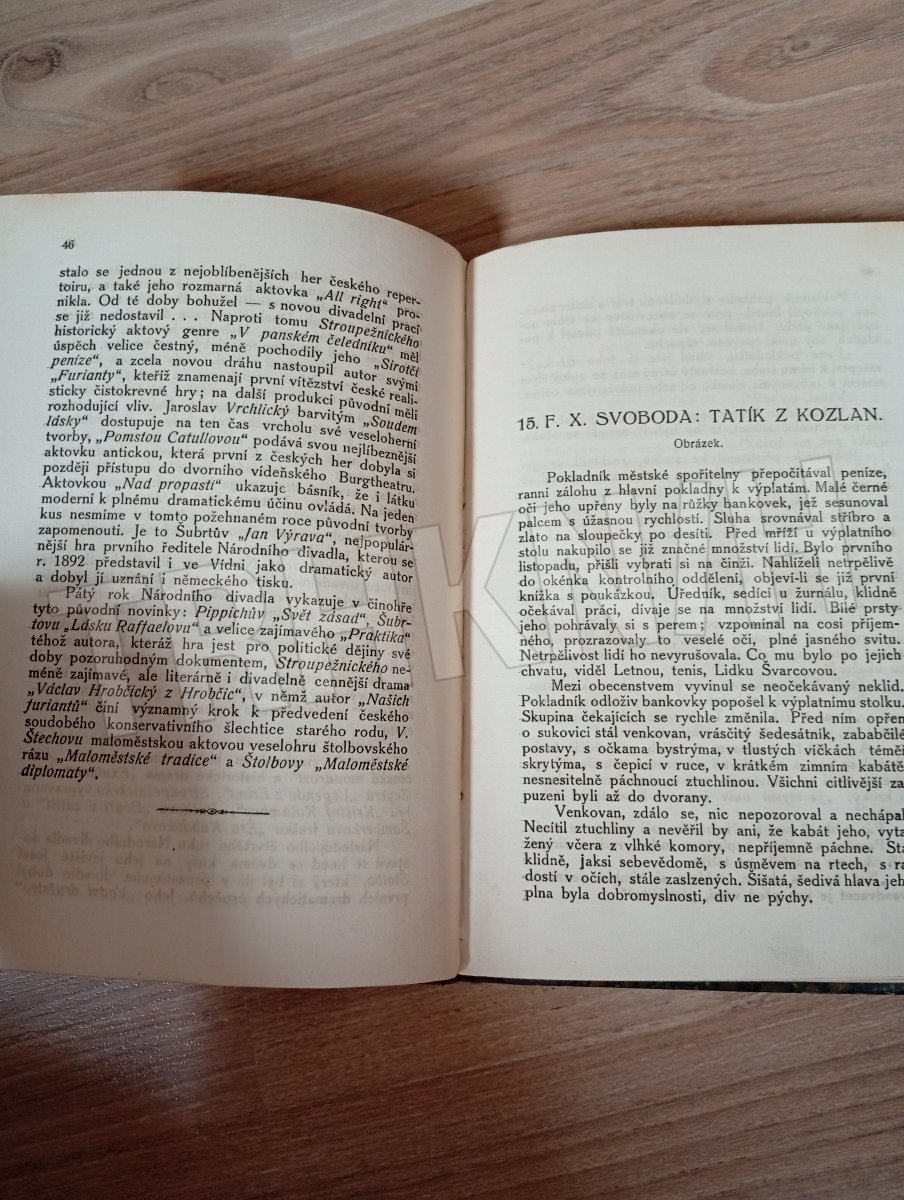 46
stalo se jednou z nejoblíbenějších her českého reper-
toiru, a také jeho rozmarná aktovka „All right“ pro-
nikla. Od té doby bohužel — s novou divadelní prací
se již nedostavil . . . Naproti tomu Stroupežnického
historický aktový genre „V panském čeledníku“ měl
úspěch velice čestný, méně pochodily jeho „Sirotčí
peníze“, a zcela novou dráhu nastoupil autor svými
„Furianty“, kteříž znamenají první vítězství české reali-
sticky čistokrevné hry; na další produkci původní měli
rozhodující vliv. Jaroslav Vrchlický barvitým „Soudem
lásky“ dostupuje na ten čas vrcholu své veseloherní
tvorby, „Pomstou Catullovou“ podává svou nejlíbeznější
aktovku antickou, která první z českých her dobyla si
později přístupu do dvorního vídeňského Burgtheatru.
Aktovkou „Nad propastí“ ukazuje básník, že i látku
moderní k plnému dramatickému účinu ovládá. Na jeden
kus nesmíme v tomto požehnaném roce původní tvorby
zapomenouti. Je to Šubrtův „Jan Výrava“, nejpopulár-
nější hra prvního ředitele Národního divadla, kterou se
r. 1892 představil i ve Vídni jako dramatický autor
a dobyl jí uznání i německého tisku.
Pátý rok Národního divadla vykazuje v činohře
tyto původní novinky: Pippichův „Svět zásad“, Šubr-
tovu „Lásku Raffaelovu“ a velice zajímavého „Praktika“
téhož autora, kteráž hra jest pro politické dějiny své
doby pozoruhodným dokumentem, Stroupežnického ne-
méně zajímavé, ale literárně i divadelně cennější drama
„Václav Hrobčický z Hrobčic“, v němž autor „Našich
furiantů“ činí významný krok k předvedení českého
soudobého konservativního šlechtice starého rodu, V.
Štechovu maloměstskou aktovou veselohru štolbovského
rázu „Maloměstské tradice“ a Štolbovy „Maloměstské
diplomaty“.
15. F. X. SVOBODA: TATÍK Z KOZLAN.
Obrázek.
Pokladník městské spořitelny přepočítával peníze,
ranní zálohu z hlavní pokladny k výplatám. Malé černé
oči jeho upřeny byly na růžky bankovek, jež sesunoval
palcem s úžasnou rychlostí. Sluha srovnával stříbro a
zlato na sloupečky po desíti. Před mříží u výplatního
stolu nakupilo se již značné množství lidí. Bylo prvního
listopadu, přišli vybrati si na činži. Nahlíželi netrpělivě
do okénka kontrolního oddělení, objeví-li se již první
knížka s poukázkou. Úředník, sedící u žurnálu, klidně
očekával práci, dívaje se na množství lidí. Bílé prsty
jeho pohrávaly si s perem; vzpomínal na cosi příjem-
ného, prozrazovaly to veselé oči, plné jasného svitu.
Netrpělivost lidí ho nevyrušovala. Co mu bylo po jejich
chvatu, viděl Letnou, tenis, Lidku Švarcovou.
Mezi obecenstvem vyvinul se neočekávaný neklid.
Pokladník odloživ bankovky popošel k výplatnímu stolku.
Skupina čekajících se rychle změnila. Před ním opřen
o sukovici stál venkovan, vrásčitý šedesátník, zababčilé
postavy, s očkama bystrýma, v tlustých víčkách téměř
skrytýma, s čepicí v ruce, v krátkém zimním kabátě
nesnesitelně páchnoucí ztuchlinou. Všichni citlivější za
puzeni byli až do dvorany.
Venkovan, zdálo se, nic nepozoroval a nechápal
Necítil ztuchliny a nevěřil by ani, že kabát jeho, vyta
žený včera z vlhké komory, nepříjemně páchne. Stá
klidně, jaksi sebevědomě, s úsměvem na rtech, s ra
dostí v očích, stále zaslzených. Šišatá, šedivá hlava jeh
plna byla dobromyslnosti, div ne pýchy.